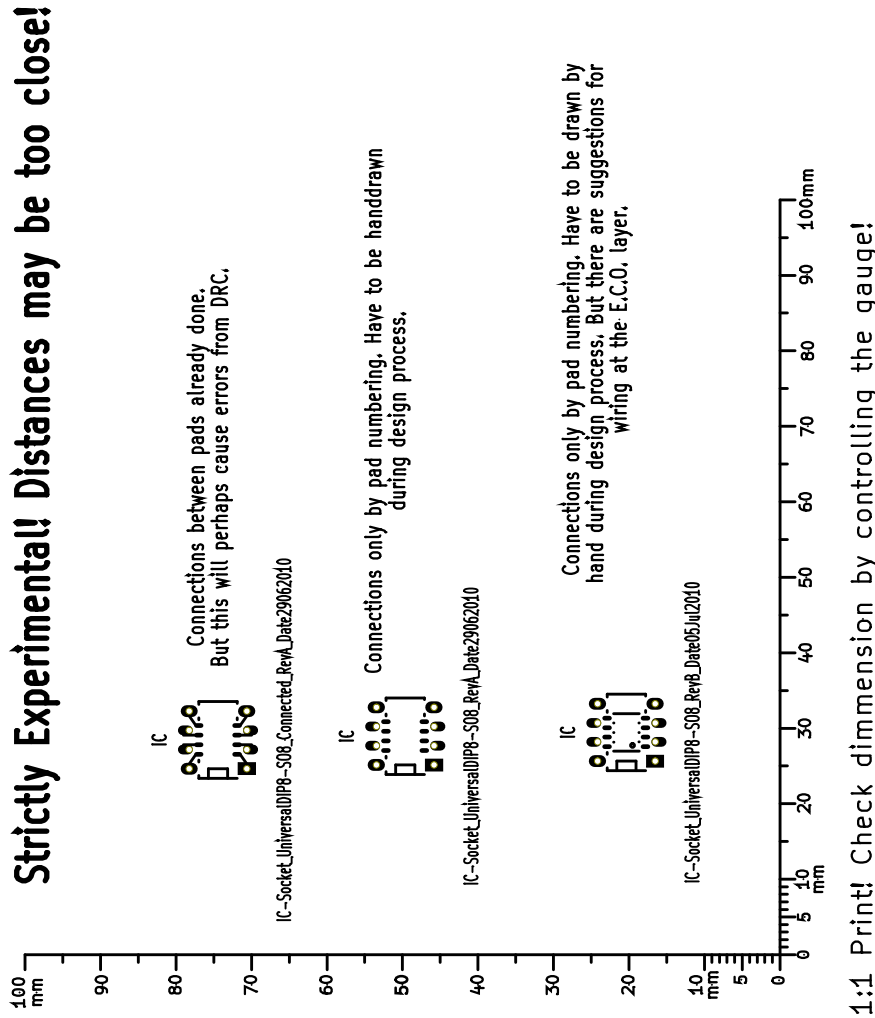 Strictly Experimental! Distances may be too close!
IC
Connections between pads already done.
But this will perhaps cause errors from DRC.
IC-Socket_UniversalDIP8-SO8_Connected_RevA_Date29062010
IC
Connections only by pad numbering. Have to be handdrawn
during design process.
IC-Socket_UniversalDIP8-SO8_RevA_Date29062010
IC
Connections only by pad numbering. Have to be drawn by
hand during design process. But there are suggestions for
wiring at the E.C.O. layer.
IC-Socket_UniversalDIP8-SO8_RevB_Date05Jul2010
100
mm
90
80
70
60
50
40
30
20
10
mm
5
0
0
5
10
mm
20
30
40
50
60
70
80
90
100mm
1:1 Print! Check dimmension by controlling the gauge!